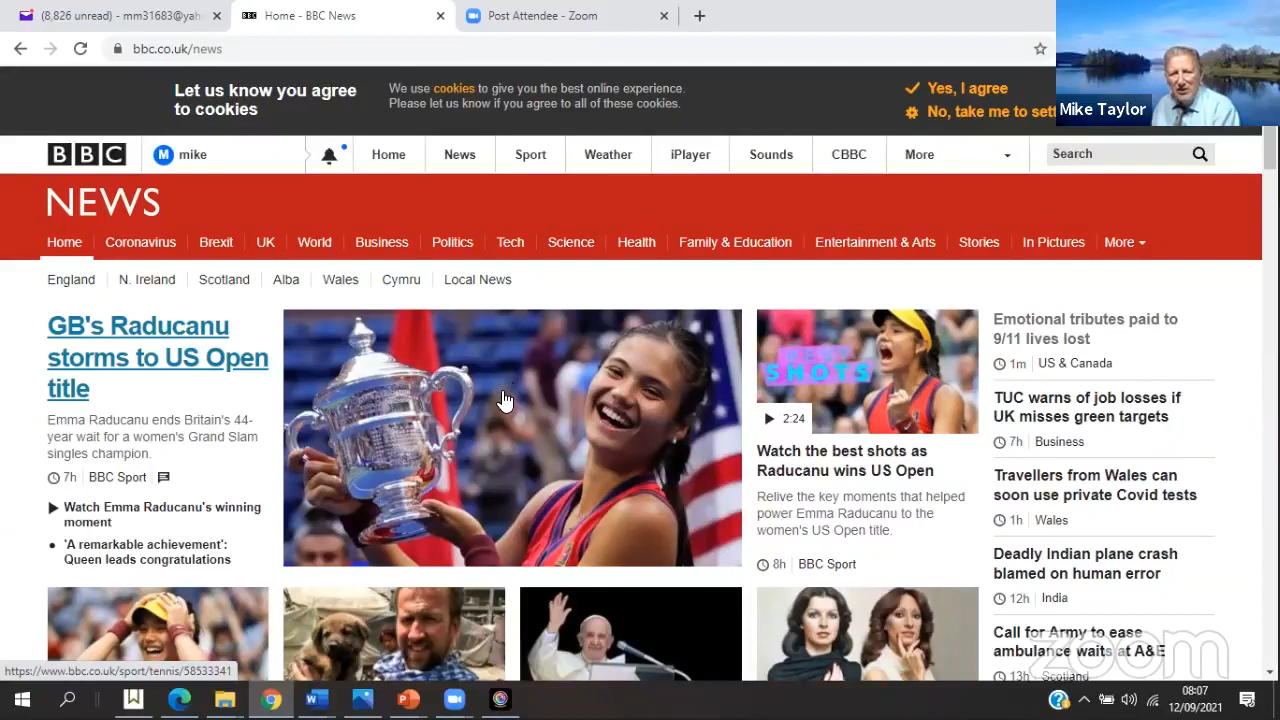 (8,826 unread) - mm31683@yah
Home - BBC News
Post Attendee - Zoom
bbc.co.uk/news
Let us know you agree
to cookies
We use cookies to give you the best online experience.
Please let us know if you agree to all of these cookies.
Yes, I agree
No, take me to sett
Mike Taylor
BBC
M mike
Home
News
Sport
Weather
iPlayer
Sounds
CBBC
More
Search
NEWS
Home
Coronavirus
Brexit
UK
World
Business
Politics
Tech
Science
Health
Family & Education
Entertainment & Arts
Stories
In Pictures
More
England
N. Ireland
Scotland
Alba
Wales
Cymru
Local News
GB's Raducanu
storms to US Open
title
Emma Raducanu ends Britain's 44-
year wait for a women's Grand Slam
singles champion.
7h
BBC Sport
Watch Emma Raducanu's winning
moment
'A remarkable achievement':
Queen leads congratulations
BEST
SHOTS
2:24
Watch the best shots as
Raducanu wins US Open
Relive the key moments that helped
power Emma Raducanu to the
women's US Open title.
8h
BBC Sport
Emotional tributes paid to
9/11 lives lost
1m
US & Canada
TUC warns of job losses if
UK misses green targets
7h
Business
Travellers from Wales can
soon use private Covid tests
1h
Wales
Deadly Indian plane crash
blamed on human error
12h
India
Call for Army to ease
ambulance waits at A&E
13h
Scotland
zoom
https://www.bbc.co.uk/sport/tennis/58533341
08:07
12/09/2021